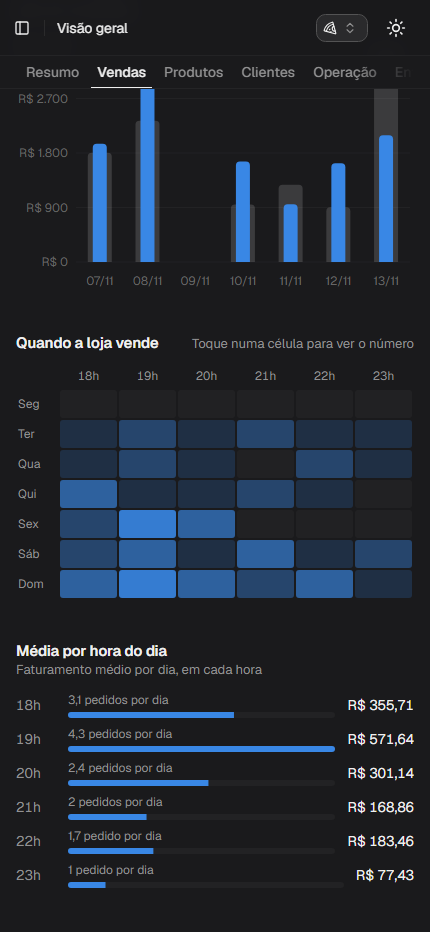 Visão geral
Resumo Vendas Produtos Clientes Operação
R$ 2.700
R$ 1.800
R$ 900
R$ 0
07/11 08/11 09/11 10/11 11/11 12/11 13/11
Quando a loja vende Toque numa célula para ver o número
18h 19h 20h 21h 22h 23h
Seg
Ter
Qua
Qui
Sex
Sáb
Dom
Média por hora do dia
Faturamento médio por dia, em cada hora
18h 3,1 pedidos por dia R$ 355,71
19h 4,3 pedidos por dia R$ 571,64
20h 2,4 pedidos por dia R$ 301,14
21h 2 pedidos por dia R$ 168,86
22h 1,7 pedido por dia R$ 183,46
23h 1 pedido por dia R$ 77,43